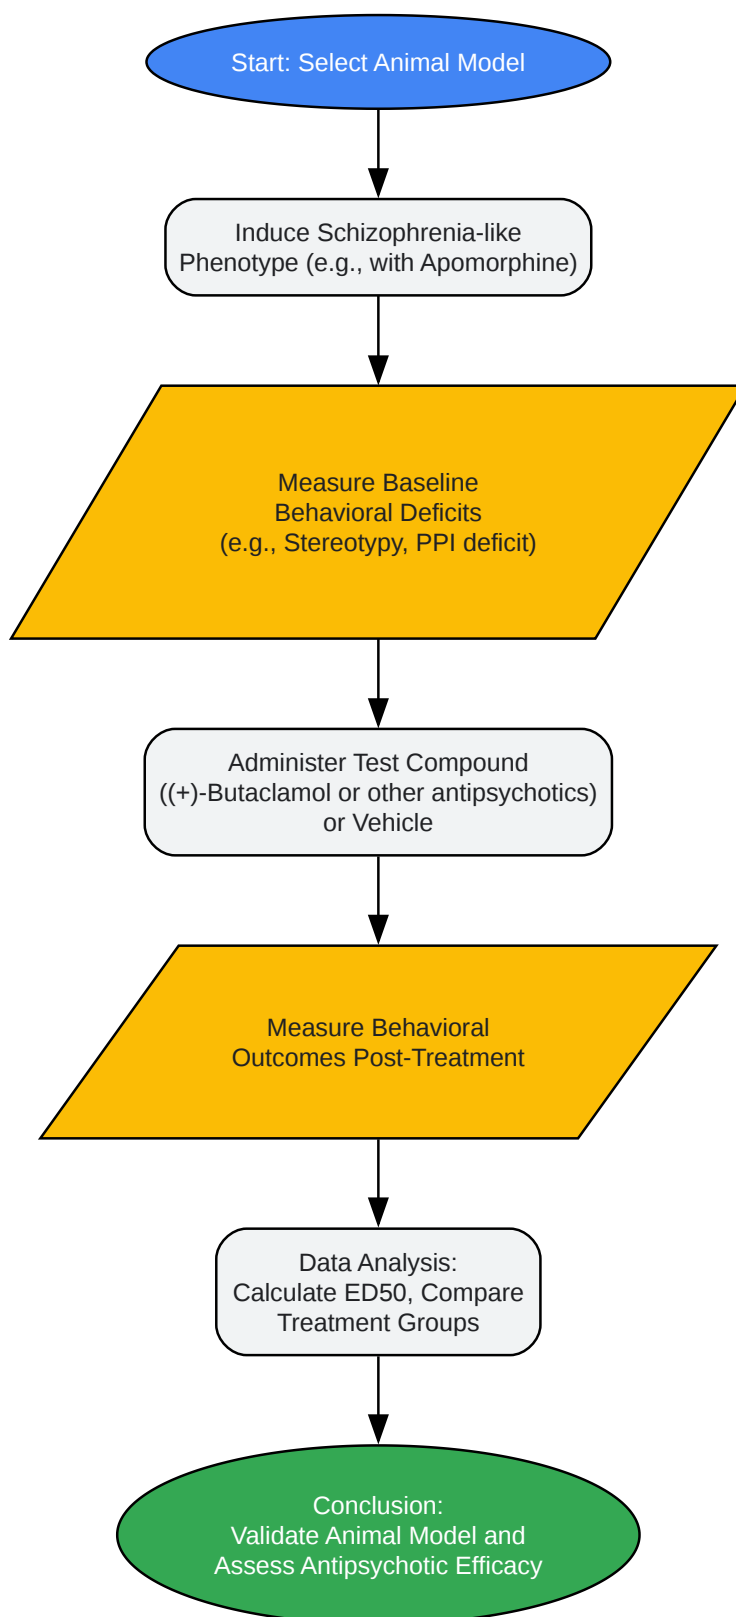 Start: Select Animal Model
Induce Schizophrenia-like
Phenotype (e.g., with Apomorphine)
Measure Baseline
Behavioral Deficits
(e.g., Stereotypy, PPI deficit)
Administer Test Compound
((+)-Butaclamol or other antipsychotics)
or Vehicle
Measure Behavioral
Outcomes Post-Treatment
Data Analysis:
Calculate ED50, Compare
Treatment Groups
Conclusion:
Validate Animal Model and
Assess Antipsychotic Efficacy